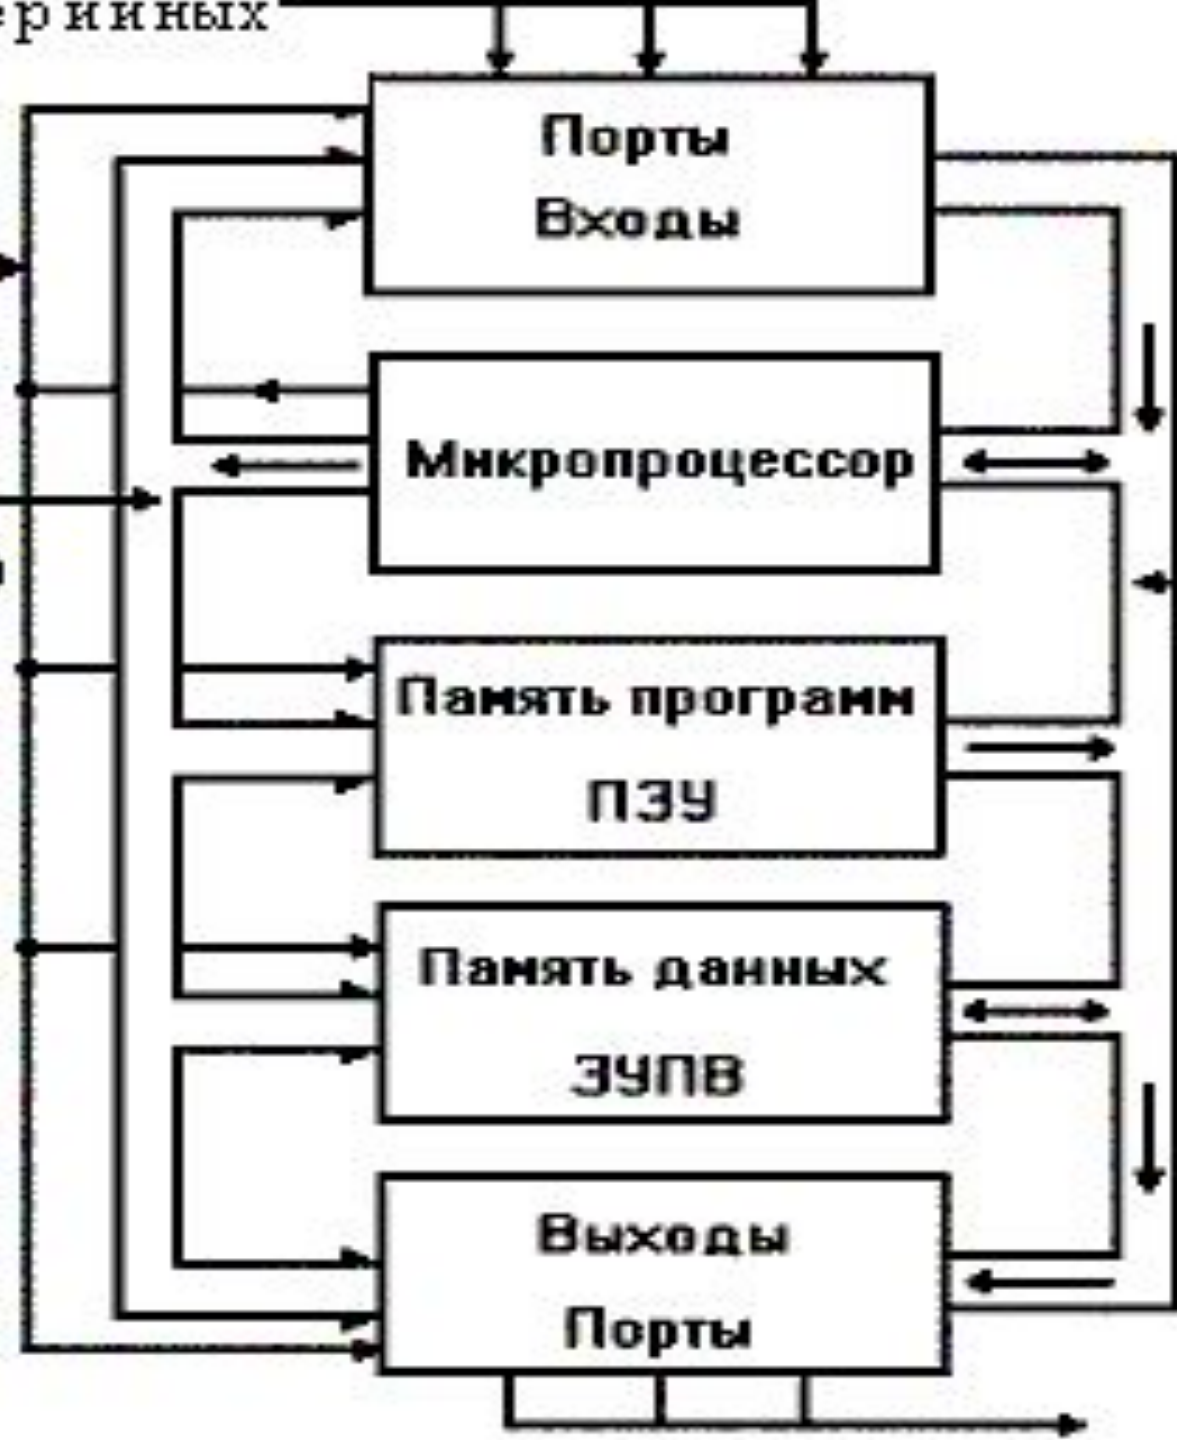 Порты
Входы
Микропроцессор
Память программ
ПЗУ
Память данных
ЗУПВ
Выходы
Порты